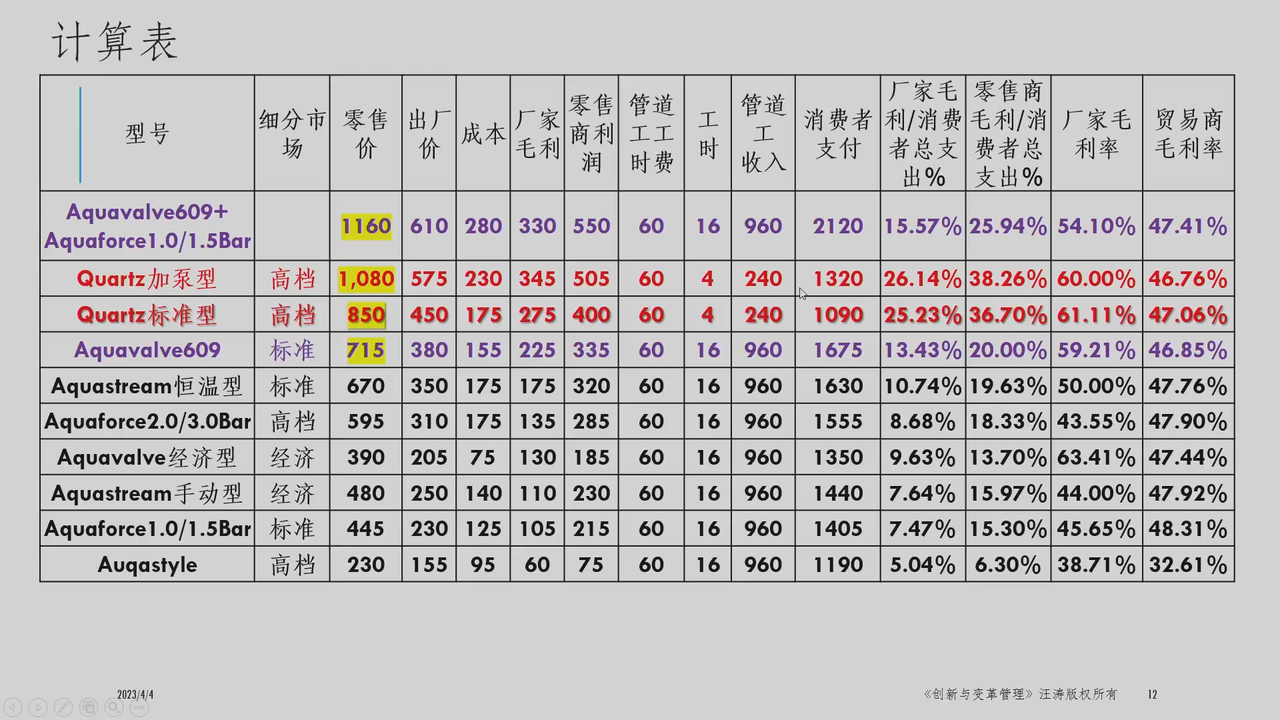 计算表
型号 细分市场 零售价 出厂价 成本 厂家毛利 零售商利润 管道工工时费 工时 管道工收入 消费者支付 厂家毛利/消费者总支出% 零售商毛利/消费者总支出% 厂家毛利率 贸易商毛利率
Aquavalve609+
Aquaforce1.0/1.5Bar 1160 610 280 330 550 60 16 960 2120 15.57% 25.94% 54.10% 47.41%
Quartz加泵型 高档 1,080 575 230 345 505 60 4 240 1320 26.14% 38.26% 60.00% 46.76%
Quartz标准型 高档 850 450 175 275 400 60 4 240 1090 25.23% 36.70% 61.11% 47.06%
Aquavalve609 标准 715 380 155 225 335 60 16 960 1675 13.43% 20.00% 59.21% 46.85%
Aquastream恒温型 标准 670 350 175 175 320 60 16 960 1630 10.74% 19.63% 50.00% 47.76%
Aquaforce2.0/3.0Bar 高档 595 310 175 135 285 60 16 960 1555 8.68% 18.33% 43.55% 47.90%
Aquavalve经济型 经济 390 205 75 130 185 60 16 960 1350 9.63% 13.70% 63.41% 47.44%
Aquastream手动型 经济 480 250 140 110 230 60 16 960 1440 7.64% 15.97% 44.00% 47.92%
Aquaforce1.0/1.5Bar 标准 445 230 125 105 215 60 16 960 1405 7.47% 15.30% 45.65% 48.31%
Auqastyle 高档 230 155 95 60 75 60 16 960 1190 5.04% 6.30% 38.71% 32.61%
2023/4/4 《创新与变革管理》汪涛版权所有 12